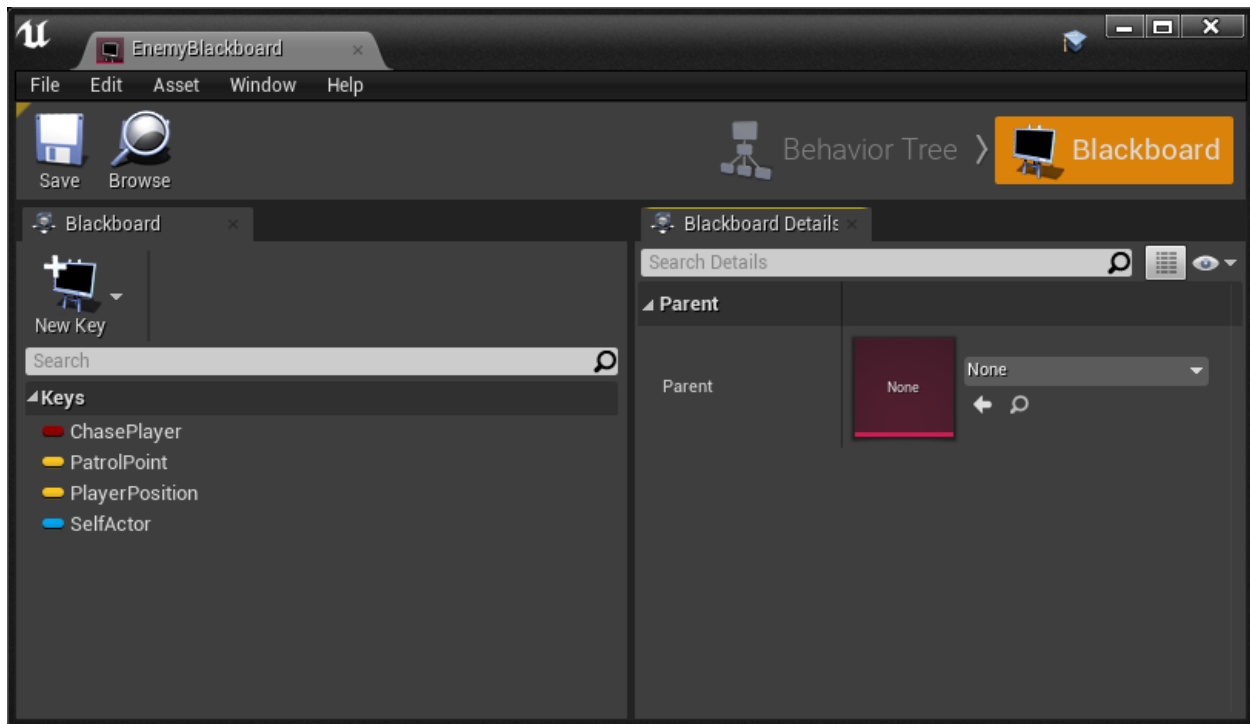 EnemyBlackboard
File Edit Asset Window Help
Save Browse
Behavior Tree
Blackboard
Blackboard
New Key
Search
Keys
ChasePlayer
PatrolPoint
PlayerPosition
SelfActor
Blackboard Details
Search Details
Parent
Parent
None
None